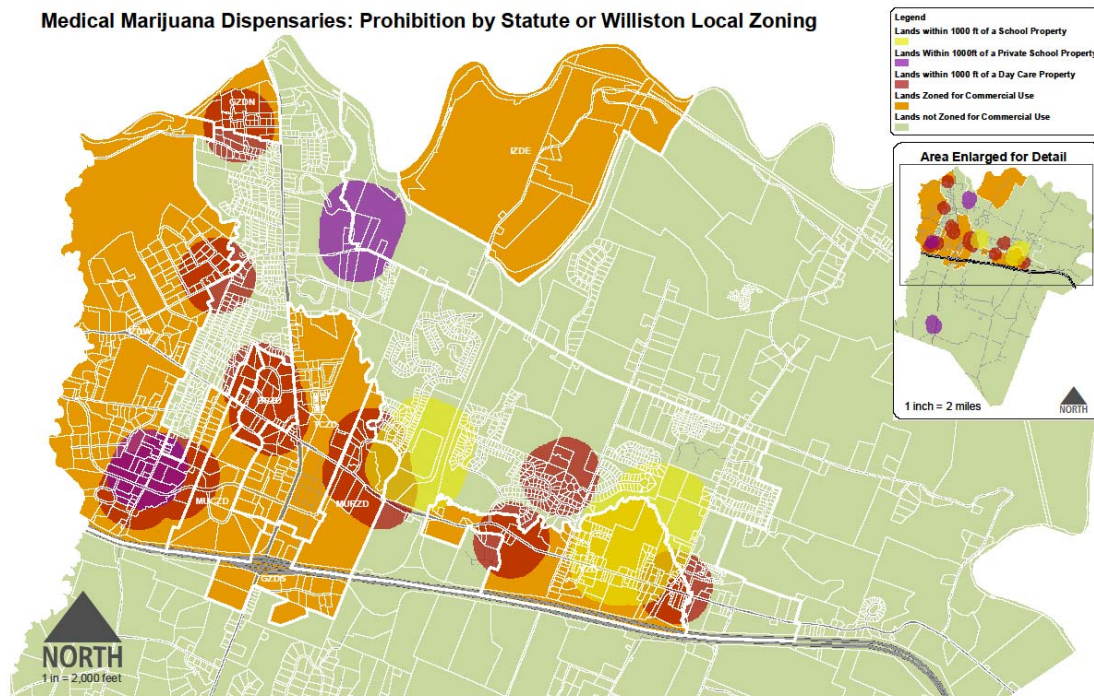 Medical Marijuana Dispensaries: Prohibition by Statute or Williston Local Zoning
Legend
Lands within 1000 ft of a School Property
Lands Within 1000ft of a Private School Property
Lands within 1000 ft of a Day Care Property
Lands Zoned for Commercial Use
Lands not Zoned for Commercial Use
Area Enlarged for Detail
1 inch = 2 miles
NORTH
GZDN
IZDE
IZDW
TCZD
MUCZD
MURZD
GZDS
NORTH
1 in = 2,000 feet